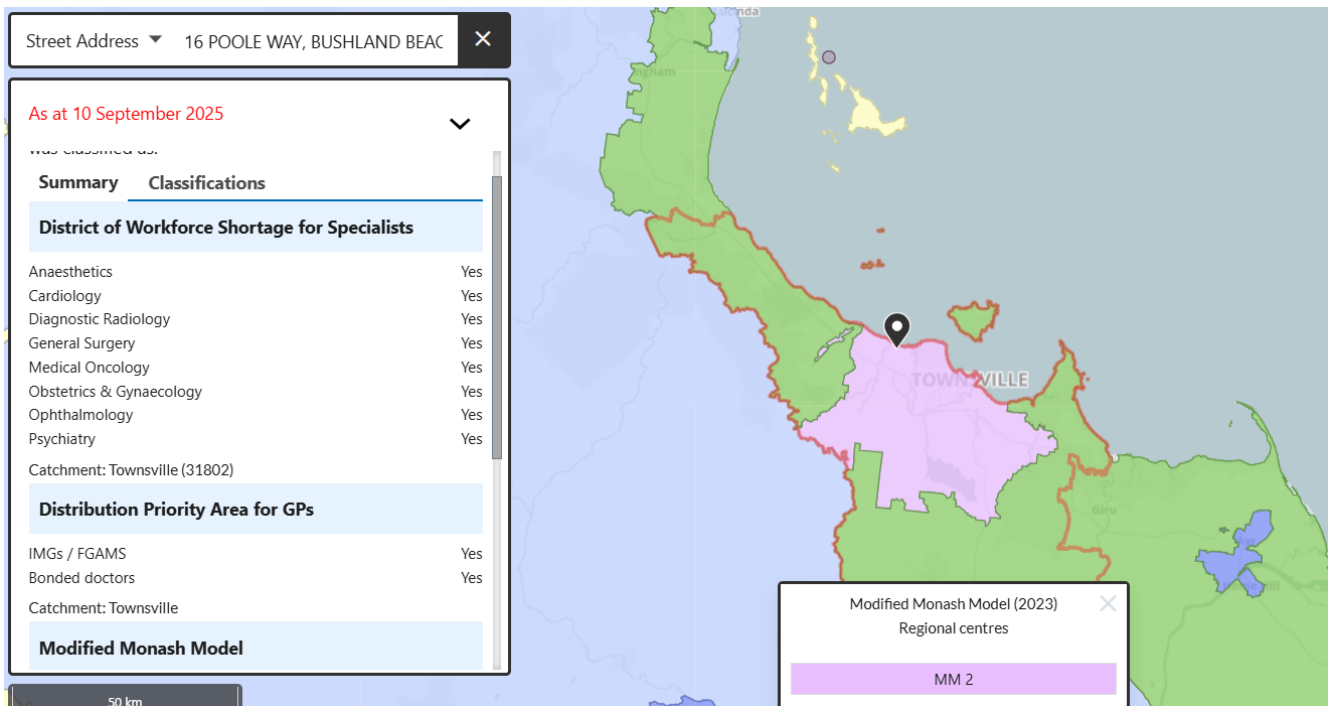 Street Address
16 POOLE WAY, BUSHLAND BEAC
As at 10 September 2025
was classified as:
Summary
Classifications
District of Workforce Shortage for Specialists
Anaesthetics Yes
Cardiology Yes
Diagnostic Radiology Yes
General Surgery Yes
Medical Oncology Yes
Obstetrics & Gynaecology Yes
Ophthalmology Yes
Psychiatry Yes
Catchment: Townsville (31802)
Distribution Priority Area for GPs
IMGs / FGAMS Yes
Bonded doctors Yes
Catchment: Townsville
Modified Monash Model
50 km
TOWNSVILLE
Giru
Modified Monash Model (2023)
Regional centres
MM 2